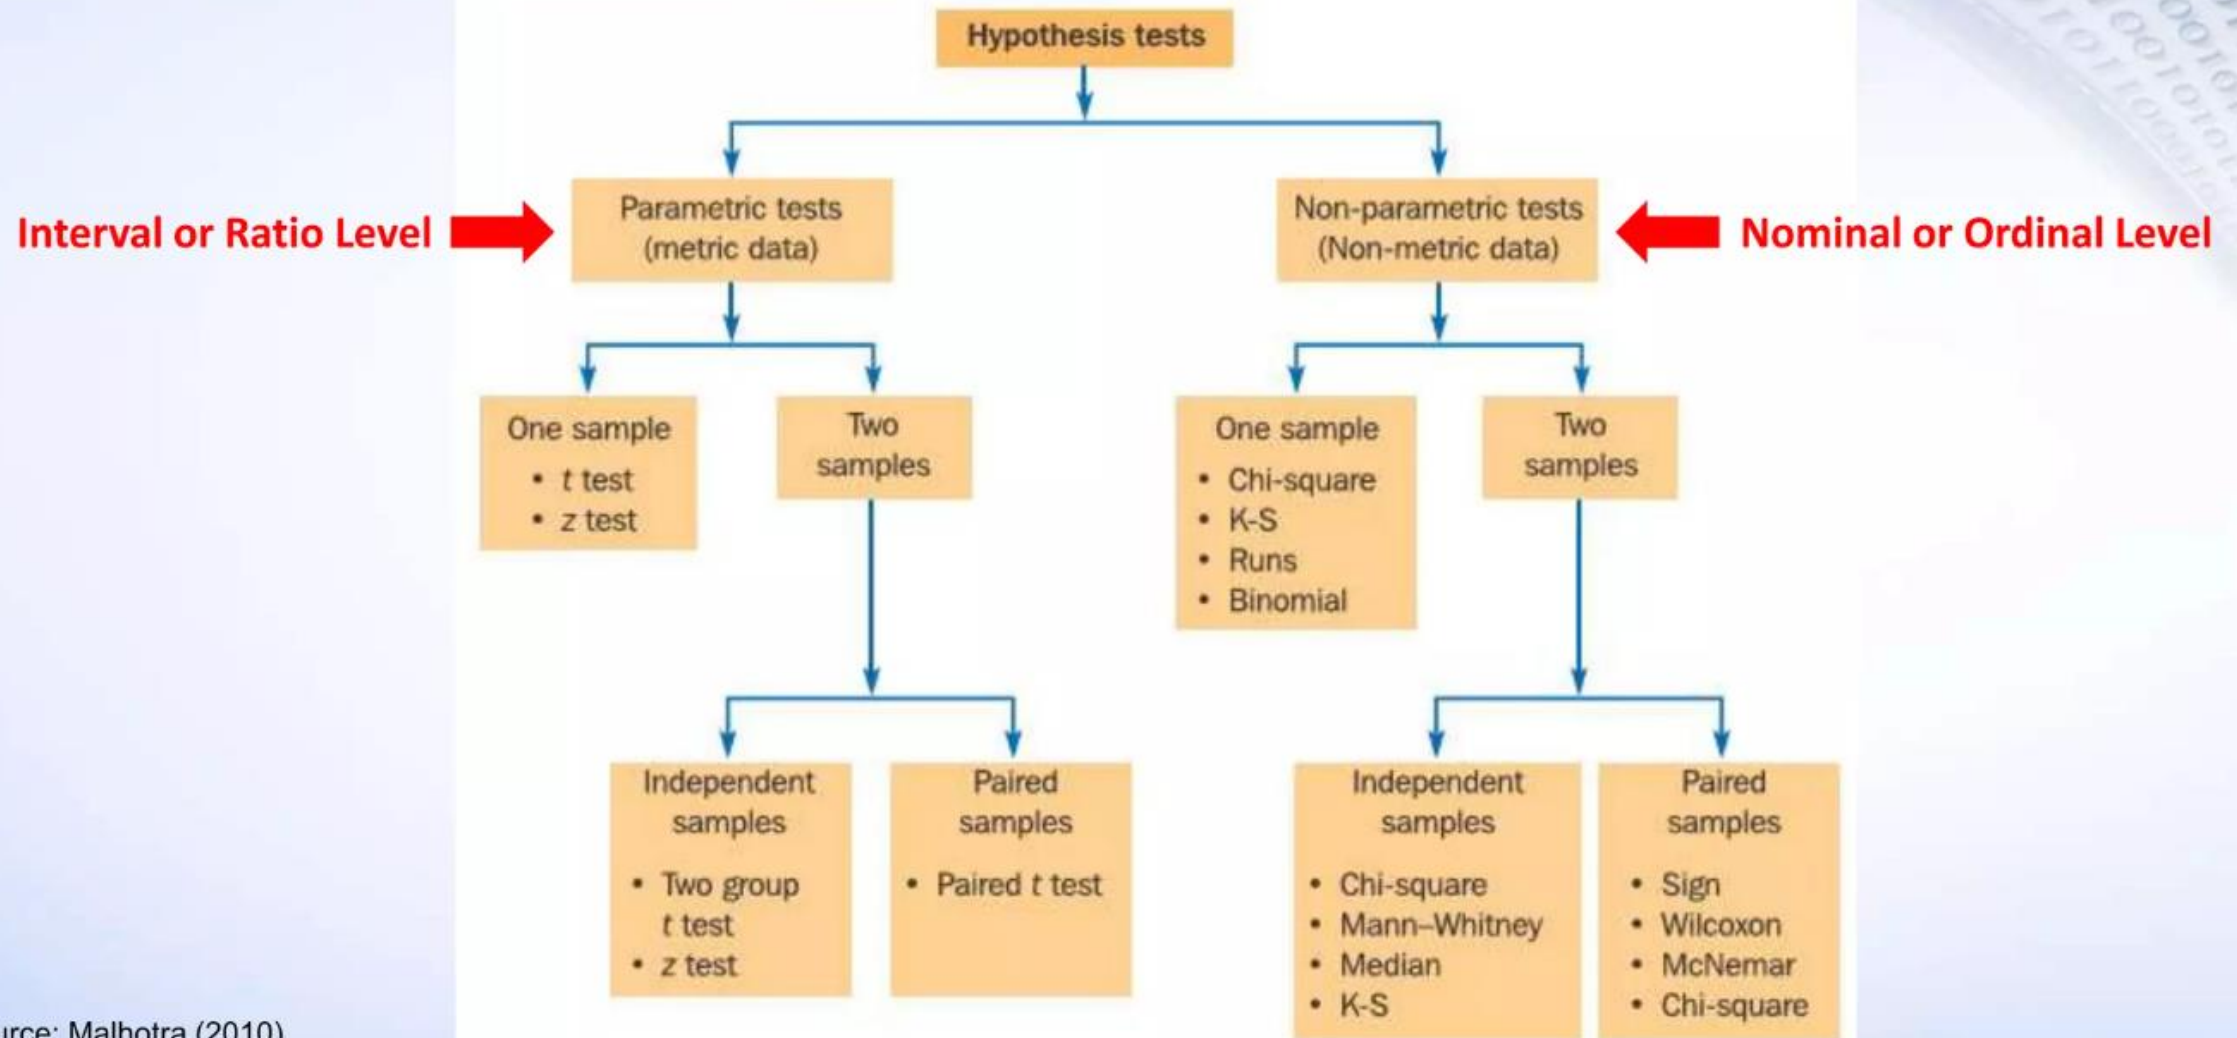 Hypothesis tests
Interval or Ratio Level
Parametric tests
(metric data)
Non-parametric tests
(Non-metric data)
Nominal or Ordinal Level
One sample
• t test
• z test
Two
samples
One sample
• Chi-square
• K-S
• Runs
• Binomial
Two
samples
Independent
samples
• Two group
t test
• z test
Paired
samples
• Paired t test
Independent
samples
• Chi-square
• Mann–Whitney
• Median
• K-S
Paired
samples
• Sign
• Wilcoxon
• McNemar
• Chi-square
Malhotra (2010)